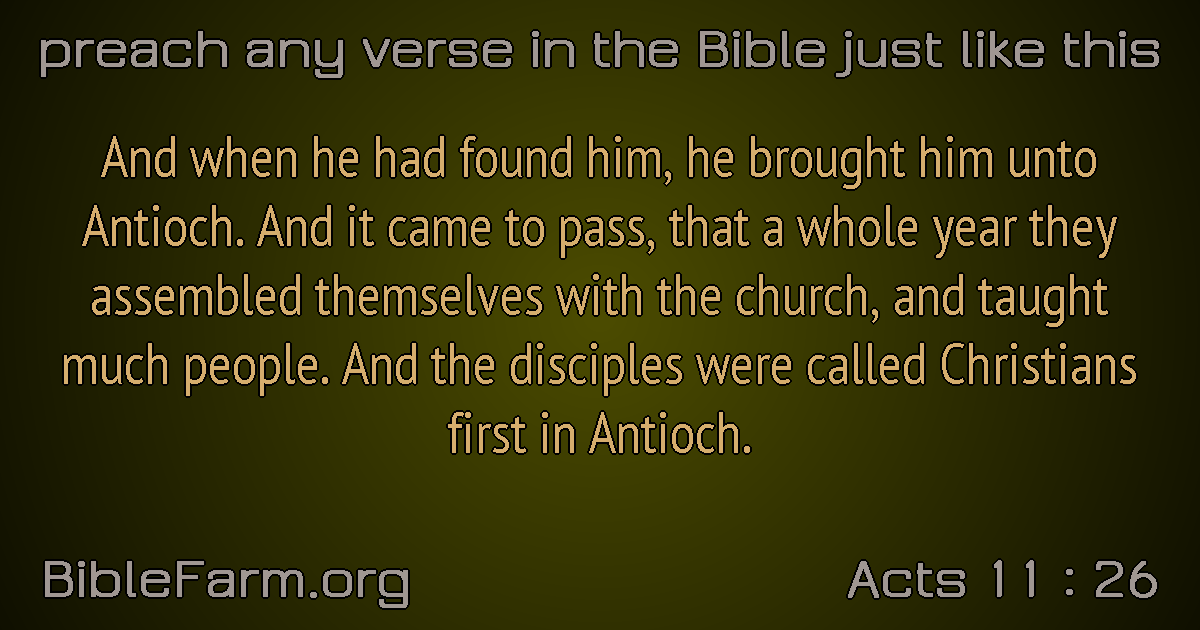 preach any verse in the Bible just like this
And when he had found him, he brought him unto
Antioch. And it came to pass, that a whole year they
assembled themselves with the church, and taught
much people. And the disciples were called Christians
first in Antioch.
BibleFarm.org
Acts 11 : 26